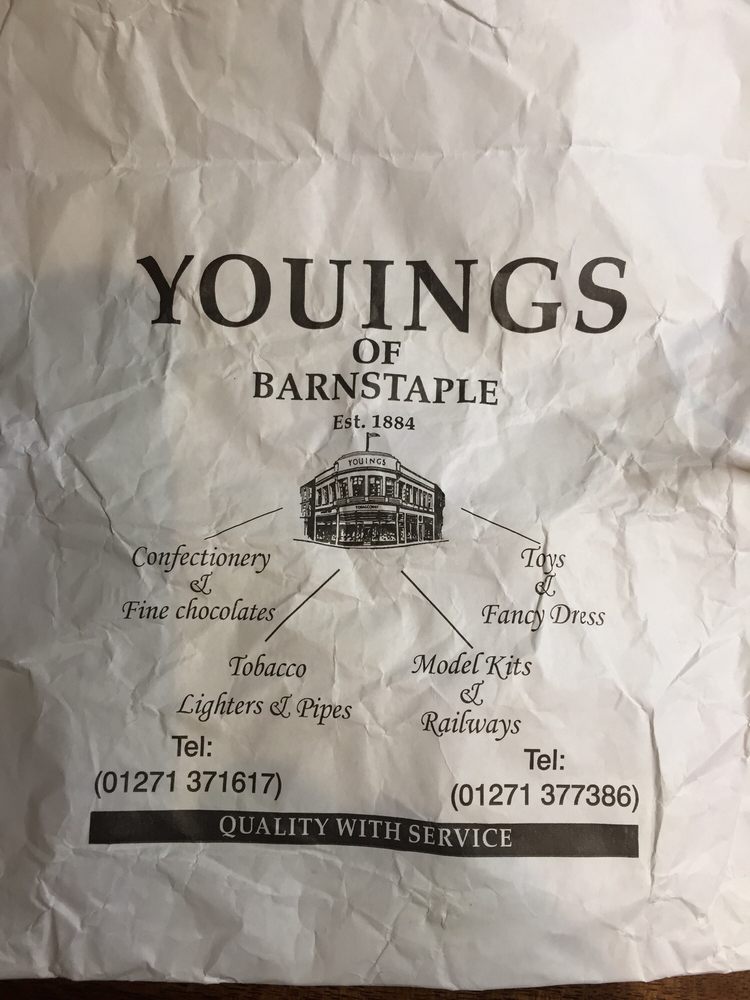 YOUINGS
OF
BARNSTAPLE
Est. 1884
YOUINGS
TOBACCONIST
Confectionery
&
Fine chocolates
Toys
&
Fancy Dress
Tobacco
Lighters & Pipes
Model Kits
&
Railways
Tel:
(01271 371617)
Tel:
(01271 377386)
QUALITY WITH SERVICE